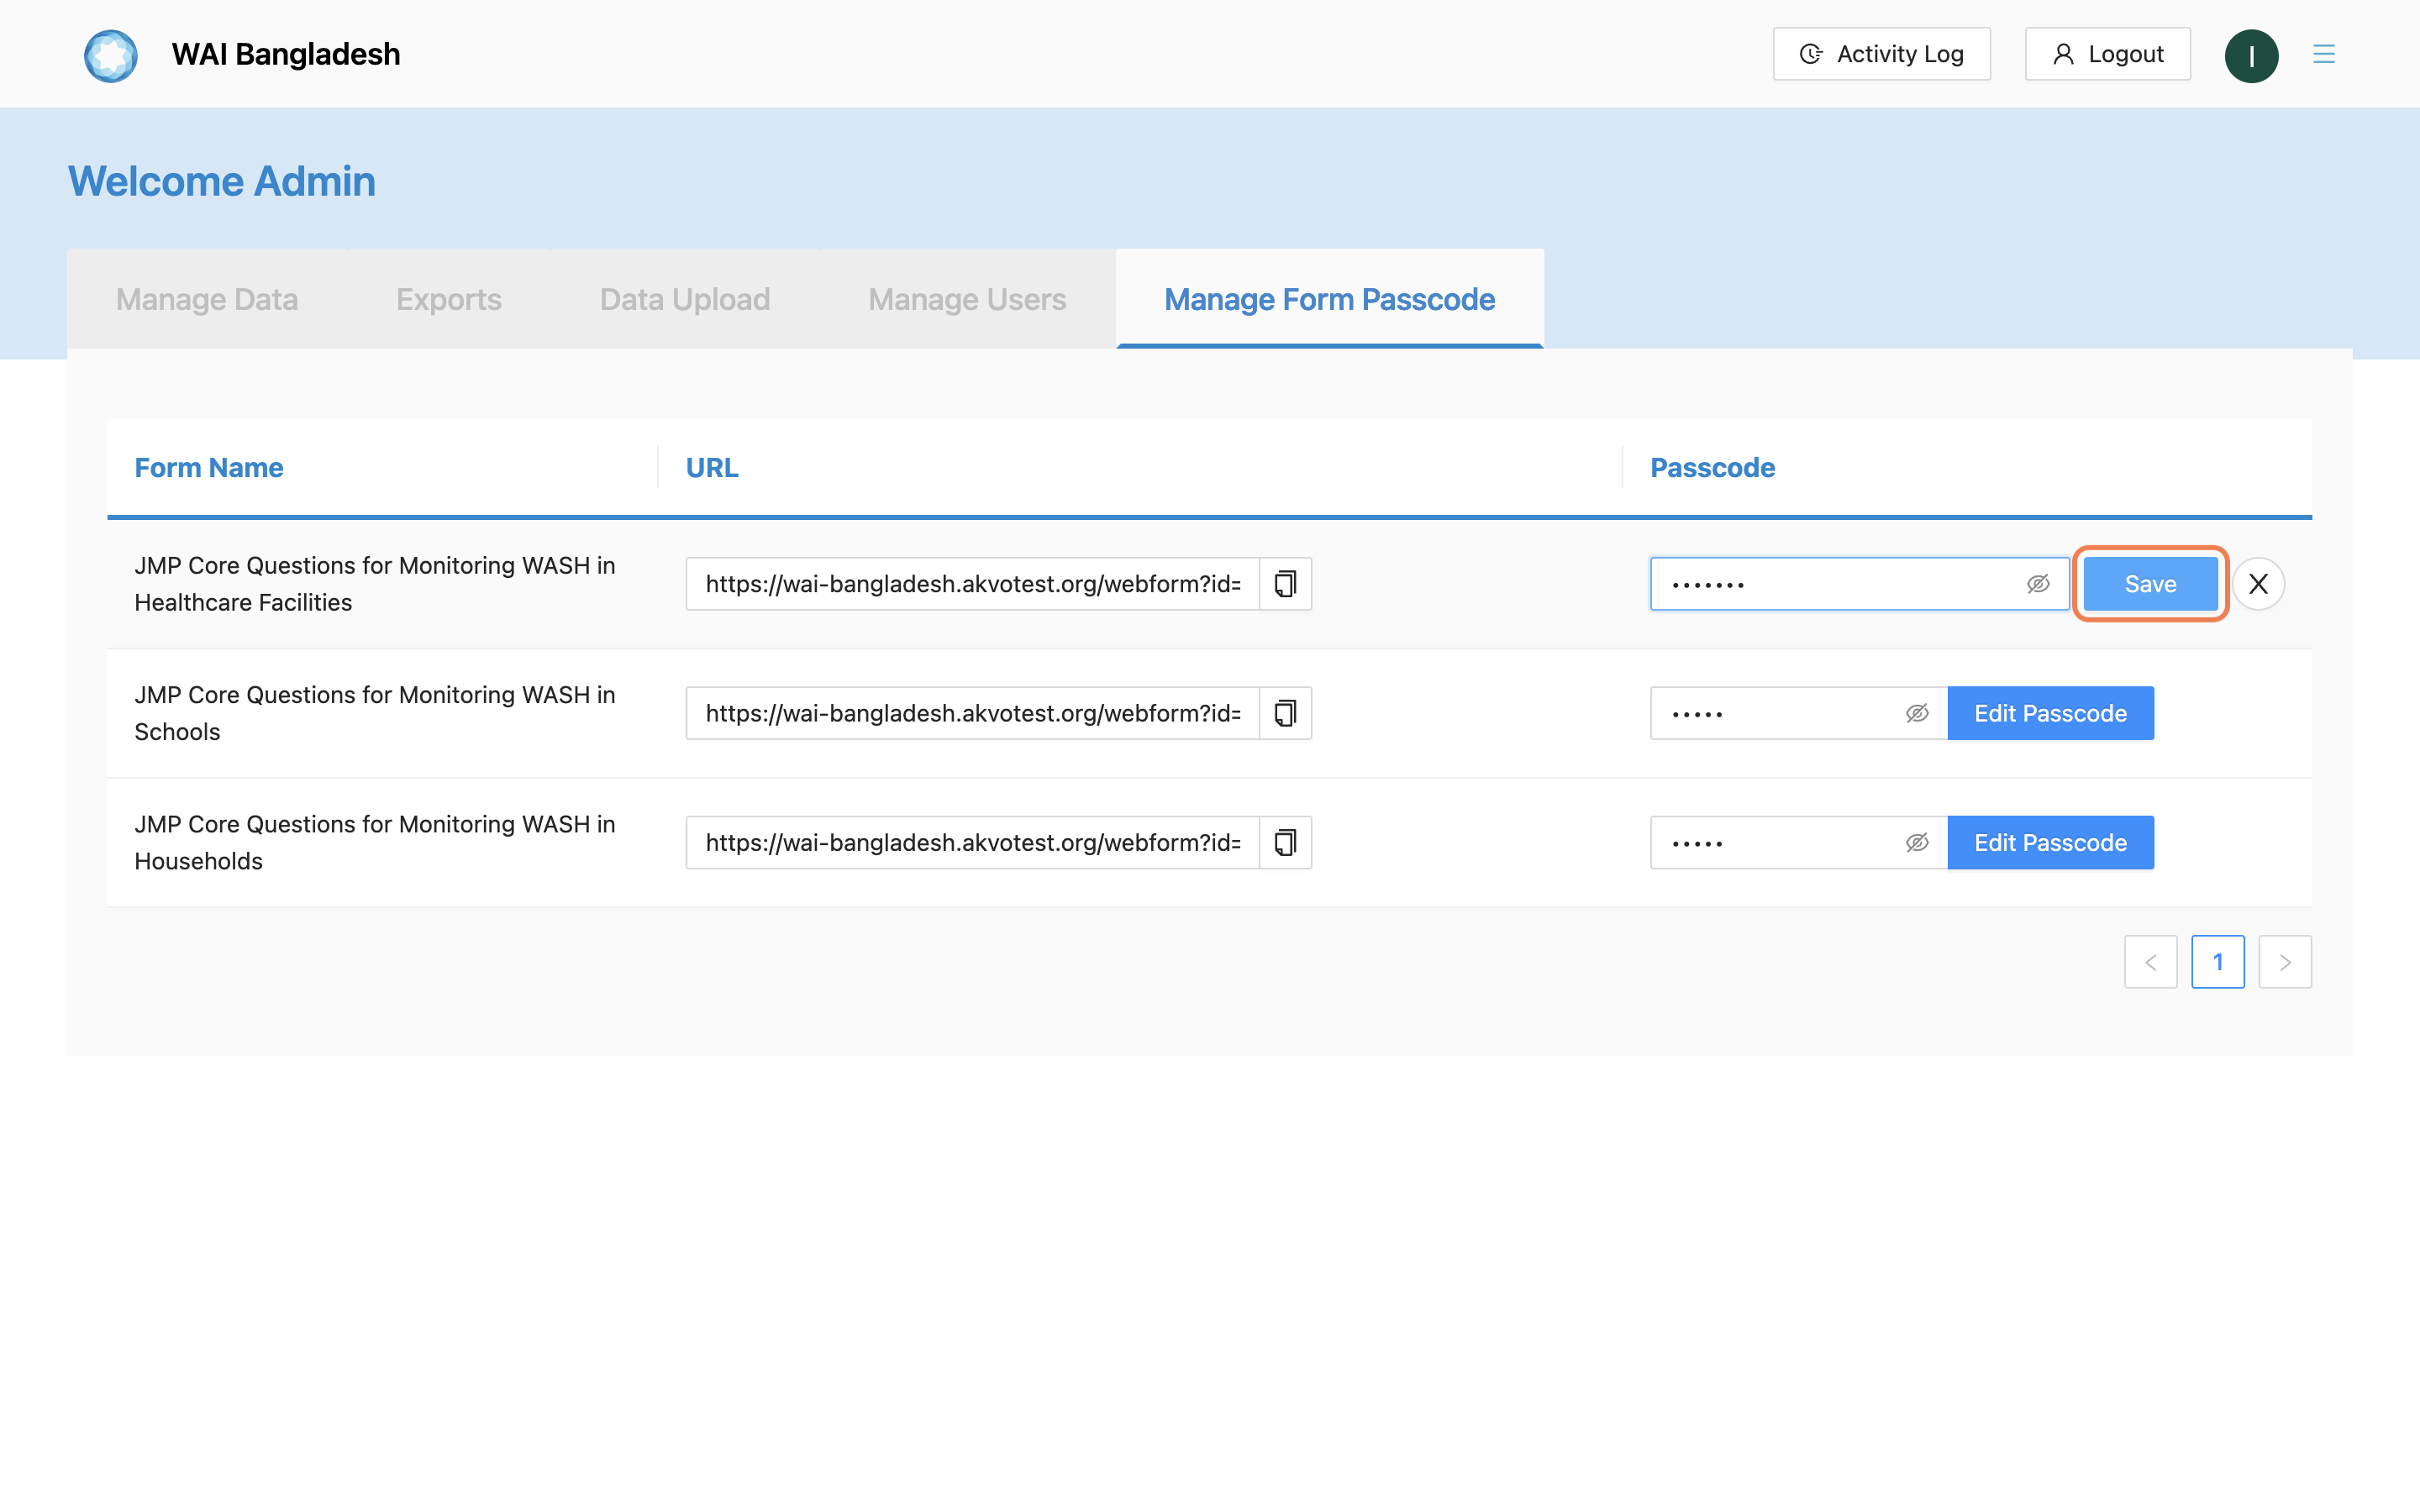 WAI Bangladesh
Activity Log
Logout
I
Welcome Admin
Manage Data
Exports
Data Upload
Manage Users
Manage Form Passcode
Form Name
URL
Passcode
JMP Core Questions for Monitoring WASH in
Healthcare Facilities
https://wai-bangladesh.akvotest.org/webform?id=
•••••••
Save
X
JMP Core Questions for Monitoring WASH in
Schools
https://wai-bangladesh.akvotest.org/webform?id=
•••••
Edit Passcode
JMP Core Questions for Monitoring WASH in
Households
https://wai-bangladesh.akvotest.org/webform?id=
•••••
Edit Passcode
< 1 >